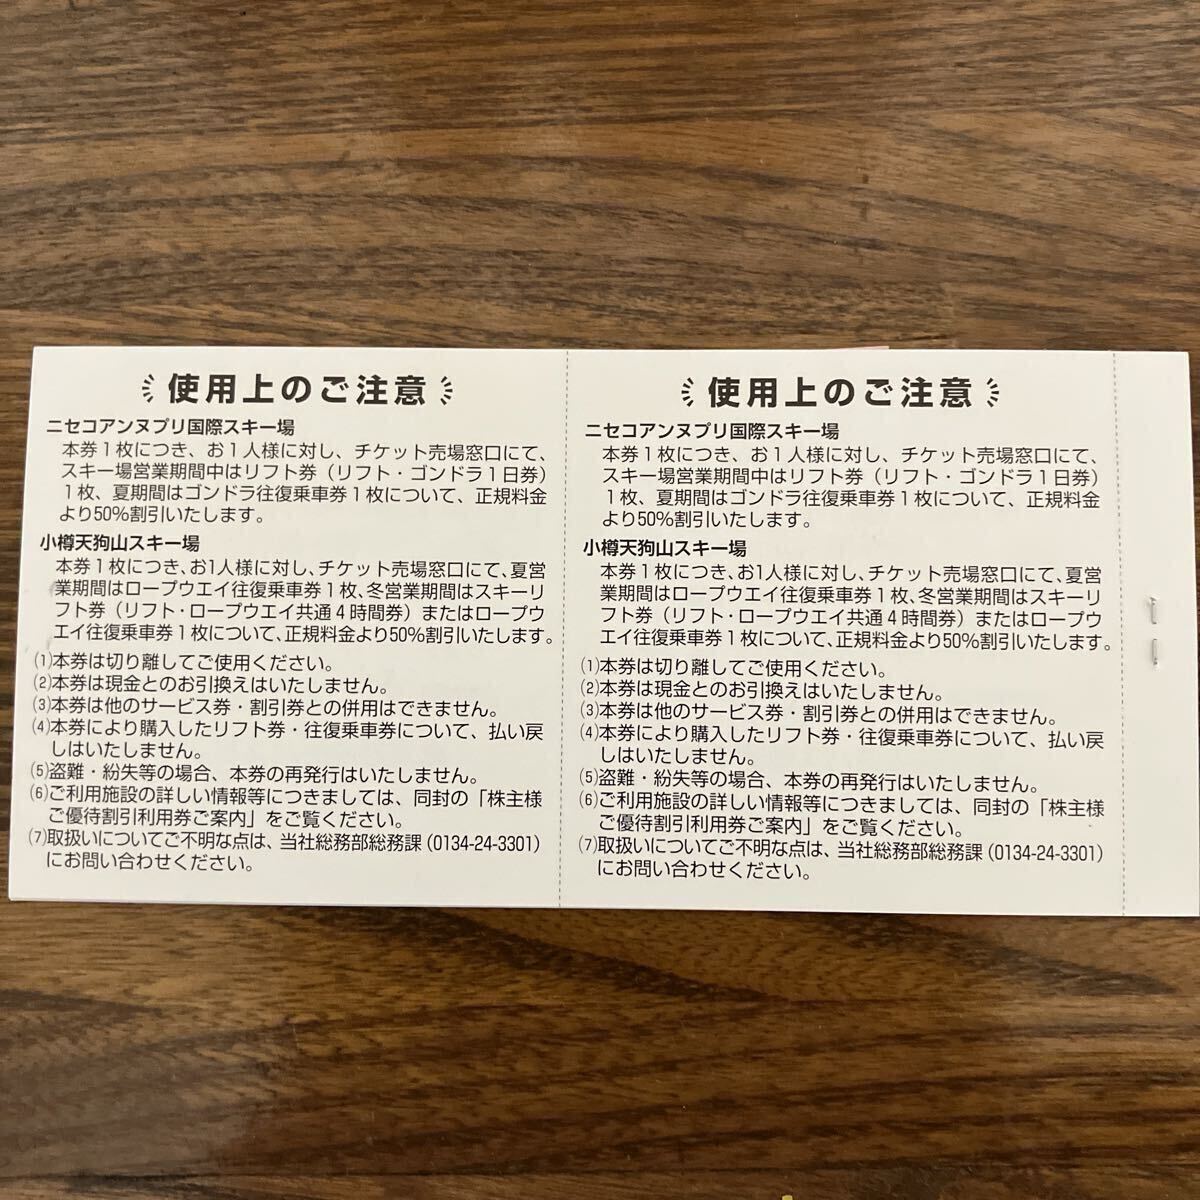 使用上のご注意
ニセコアンヌプリ国際スキー場
本券1枚につき、お1人様に対し、チケット売場窓口にて、
スキー場営業期間中はリフト券（リフト・ゴンドラ1日券）
1枚、夏期間はゴンドラ往復乗車券1枚について、正規料金
より50%割引いたします。
小樽天狗山スキー場
本券1枚につき、お1人様に対し、チケット売場窓口にて、夏営
業期間はロープウエイ往復乗車券1枚、冬営業期間はスキーリ
フト券（リフト・ロープウエイ共通4時間券）またはロープウ
エイ往復乗車券1枚について、正規料金より50%割引いたします。
(1)本券は切り離してご使用ください。
(2)本券は現金とのお引換えはいたしません。
(3)本券は他のサービス券・割引券との併用はできません。
(4)本券により購入したリフト券・往復乗車券について、払い戻
しはいたしません。
(5)盗難・紛失等の場合、本券の再発行はいたしません。
(6)ご利用施設の詳しい情報等につきましては、同封の「株主様
ご優待割引利用券ご案内」をご覧ください。
(7)取扱いについてご不明な点は、当社総務部総務課（0134-24-3301）
にお問い合わせください。
使用上のご注意
ニセコアンヌプリ国際スキー場
本券1枚につき、お1人様に対し、チケット売場窓口にて、
スキー場営業期間中はリフト券（リフト・ゴンドラ1日券）
1枚、夏期間はゴンドラ往復乗車券1枚について、正規料金
より50%割引いたします。
小樽天狗山スキー場
本券1枚につき、お1人様に対し、チケット売場窓口にて、夏営
業期間はロープウエイ往復乗車券1枚、冬営業期間はスキーリ
フト券（リフト・ロープウエイ共通4時間券）またはロープウ
エイ往復乗車券1枚について、正規料金より50%割引いたします。
(1)本券は切り離してご使用ください。
(2)本券は現金とのお引換えはいたしません。
(3)本券は他のサービス券・割引券との併用はできません。
(4)本券により購入したリフト券・往復乗車券について、払い戻
しはいたしません。
(5)盗難・紛失等の場合、本券の再発行はいたしません。
(6)ご利用施設の詳しい情報等につきましては、同封の「株主様
ご優待割引利用券ご案内」をご覧ください。
(7)取扱いについてご不明な点は、当社総務部総務課（0134-24-3301）
にお問い合わせください。